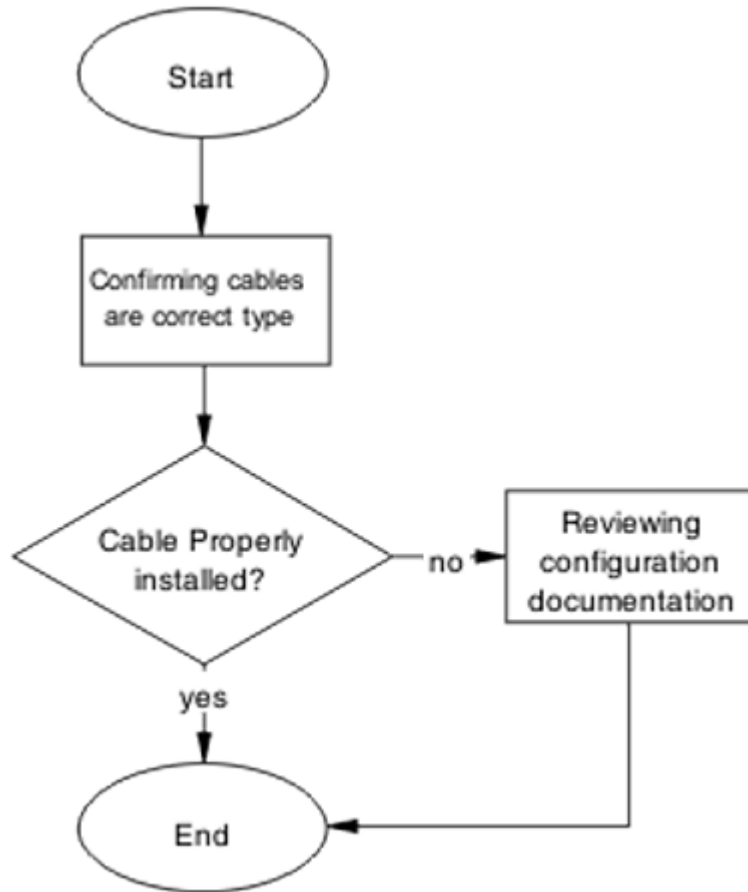 Start
Confirming cables
are correct type
Cable Properly
installed?
no
Reviewing
configuration
documentation
yes
End